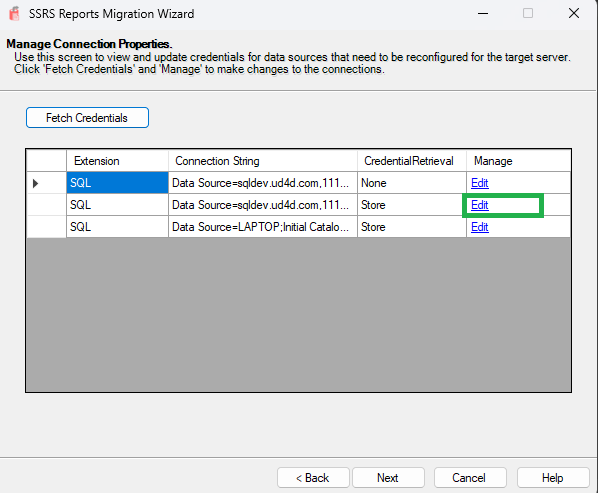 SSRS Reports Migration Wizard
Manage Connection Properties.
Use this screen to view and update credentials for data sources that need to be reconfigured for the target server.
Click 'Fetch Credentials' and 'Manage' to make changes to the connections.
Fetch Credentials
Extension Connection String CredentialRetrieval Manage
SQL Data Source=sqldev.ud4d.com,111... None Edit
SQL Data Source=sqldev.ud4d.com,111... Store Edit
SQL Data Source=LAPTOP;Initial Catalo... Store Edit
< Back Next Cancel Help